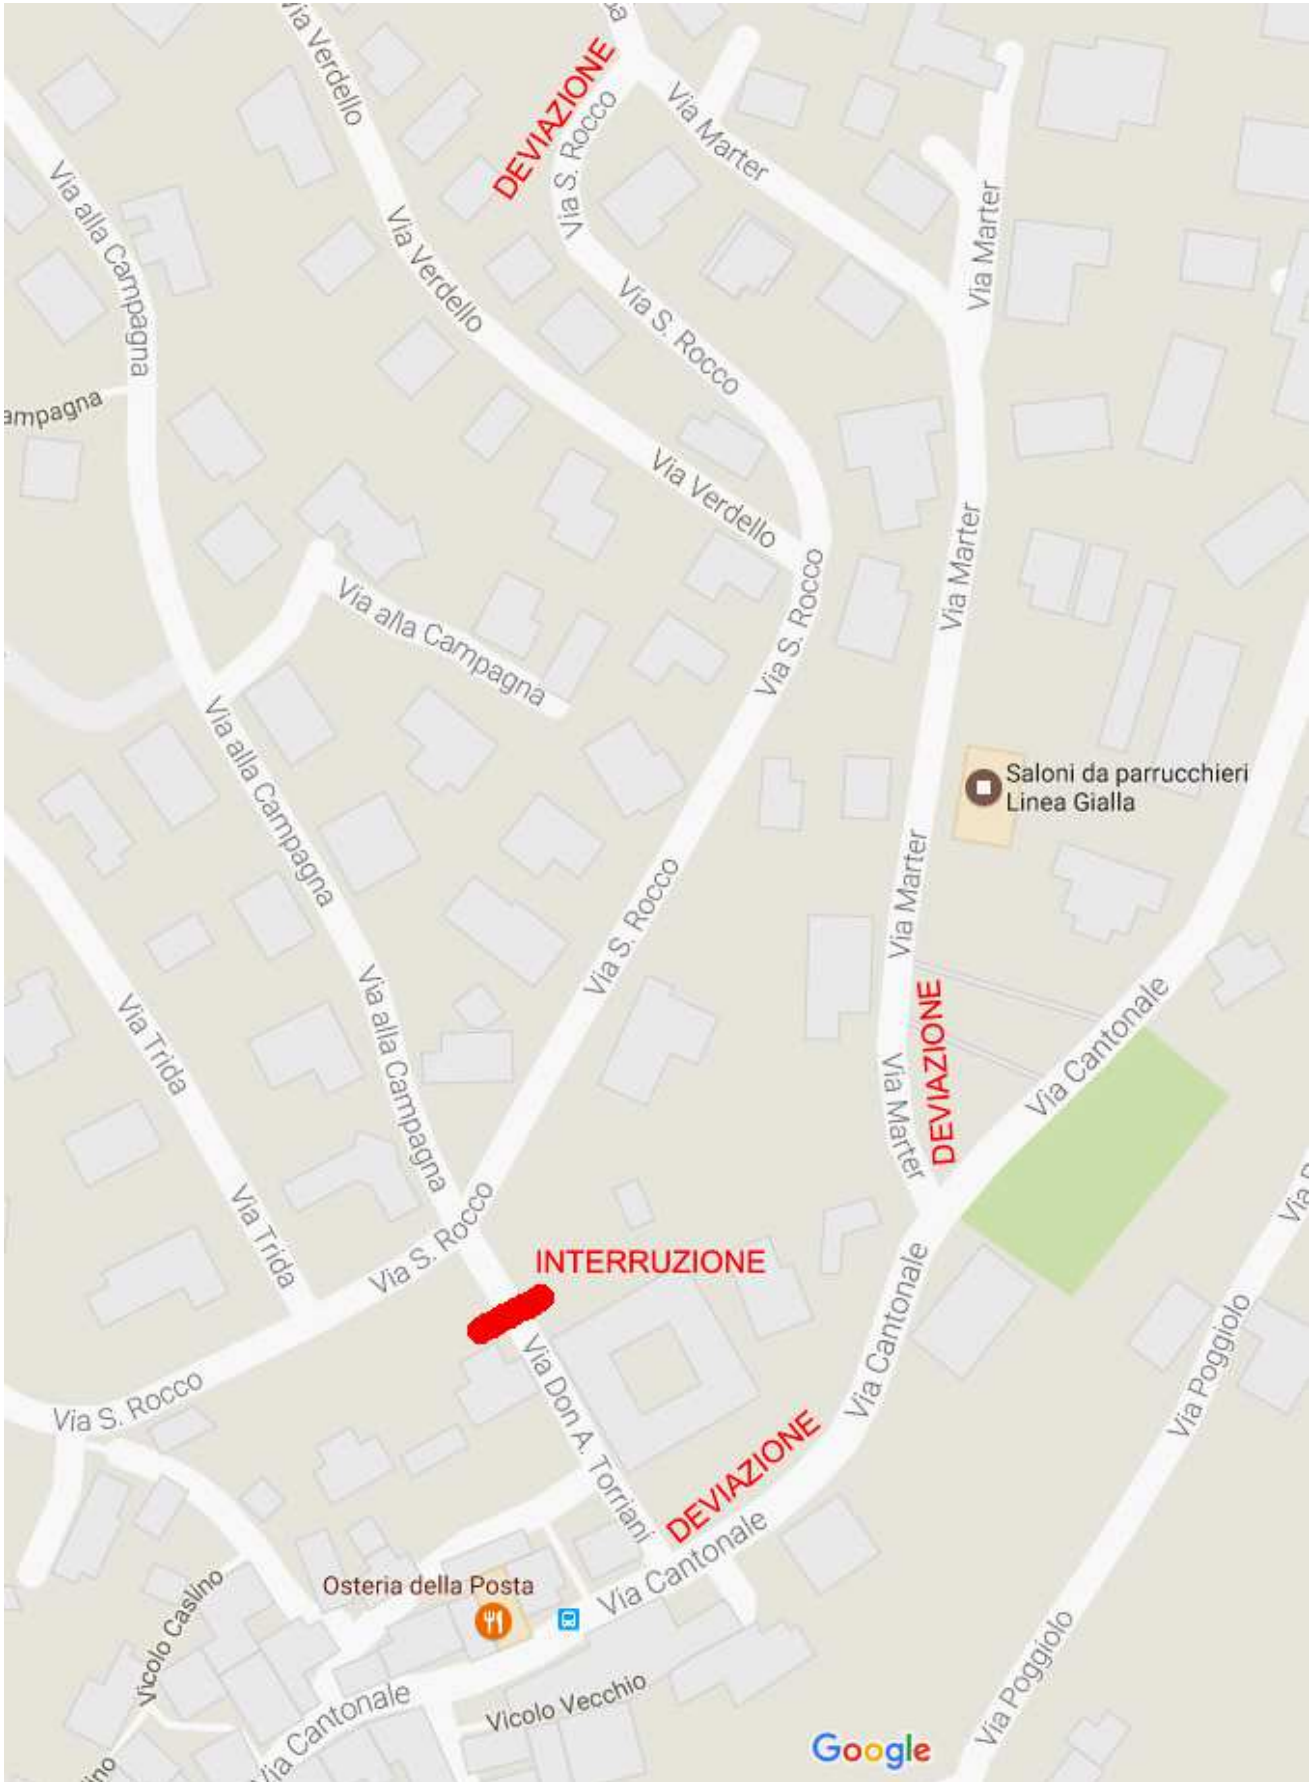 Via Verdello
DEVIAZIONE
Via S. Rocco
Via Marter
Via alla Campagna
Via Verdello
Via Marter
Via S. Rocco
ampagna
Via Verdello
Via Marter
Via S. Rocco
Via alla Campagna
Via alla Campagna
Saloni da parrucchieri
Linea Gialla
Via Marter
Via S. Rocco
Via Trida
Via alla Campagna
DEVIAZIONE
Via Cantonale
Via Marter
Via Trida
Via S. Rocco
INTERRUZIONE
Via Cantonale
Via Poggiolo
Via S. Rocco
Via Don A. Torriani
DEVIAZIONE
Via Cantonale
Osteria della Posta
Vicolo Caslino
Via Poggiolo
Vicolo Vecchio
Via Cantonale
Google